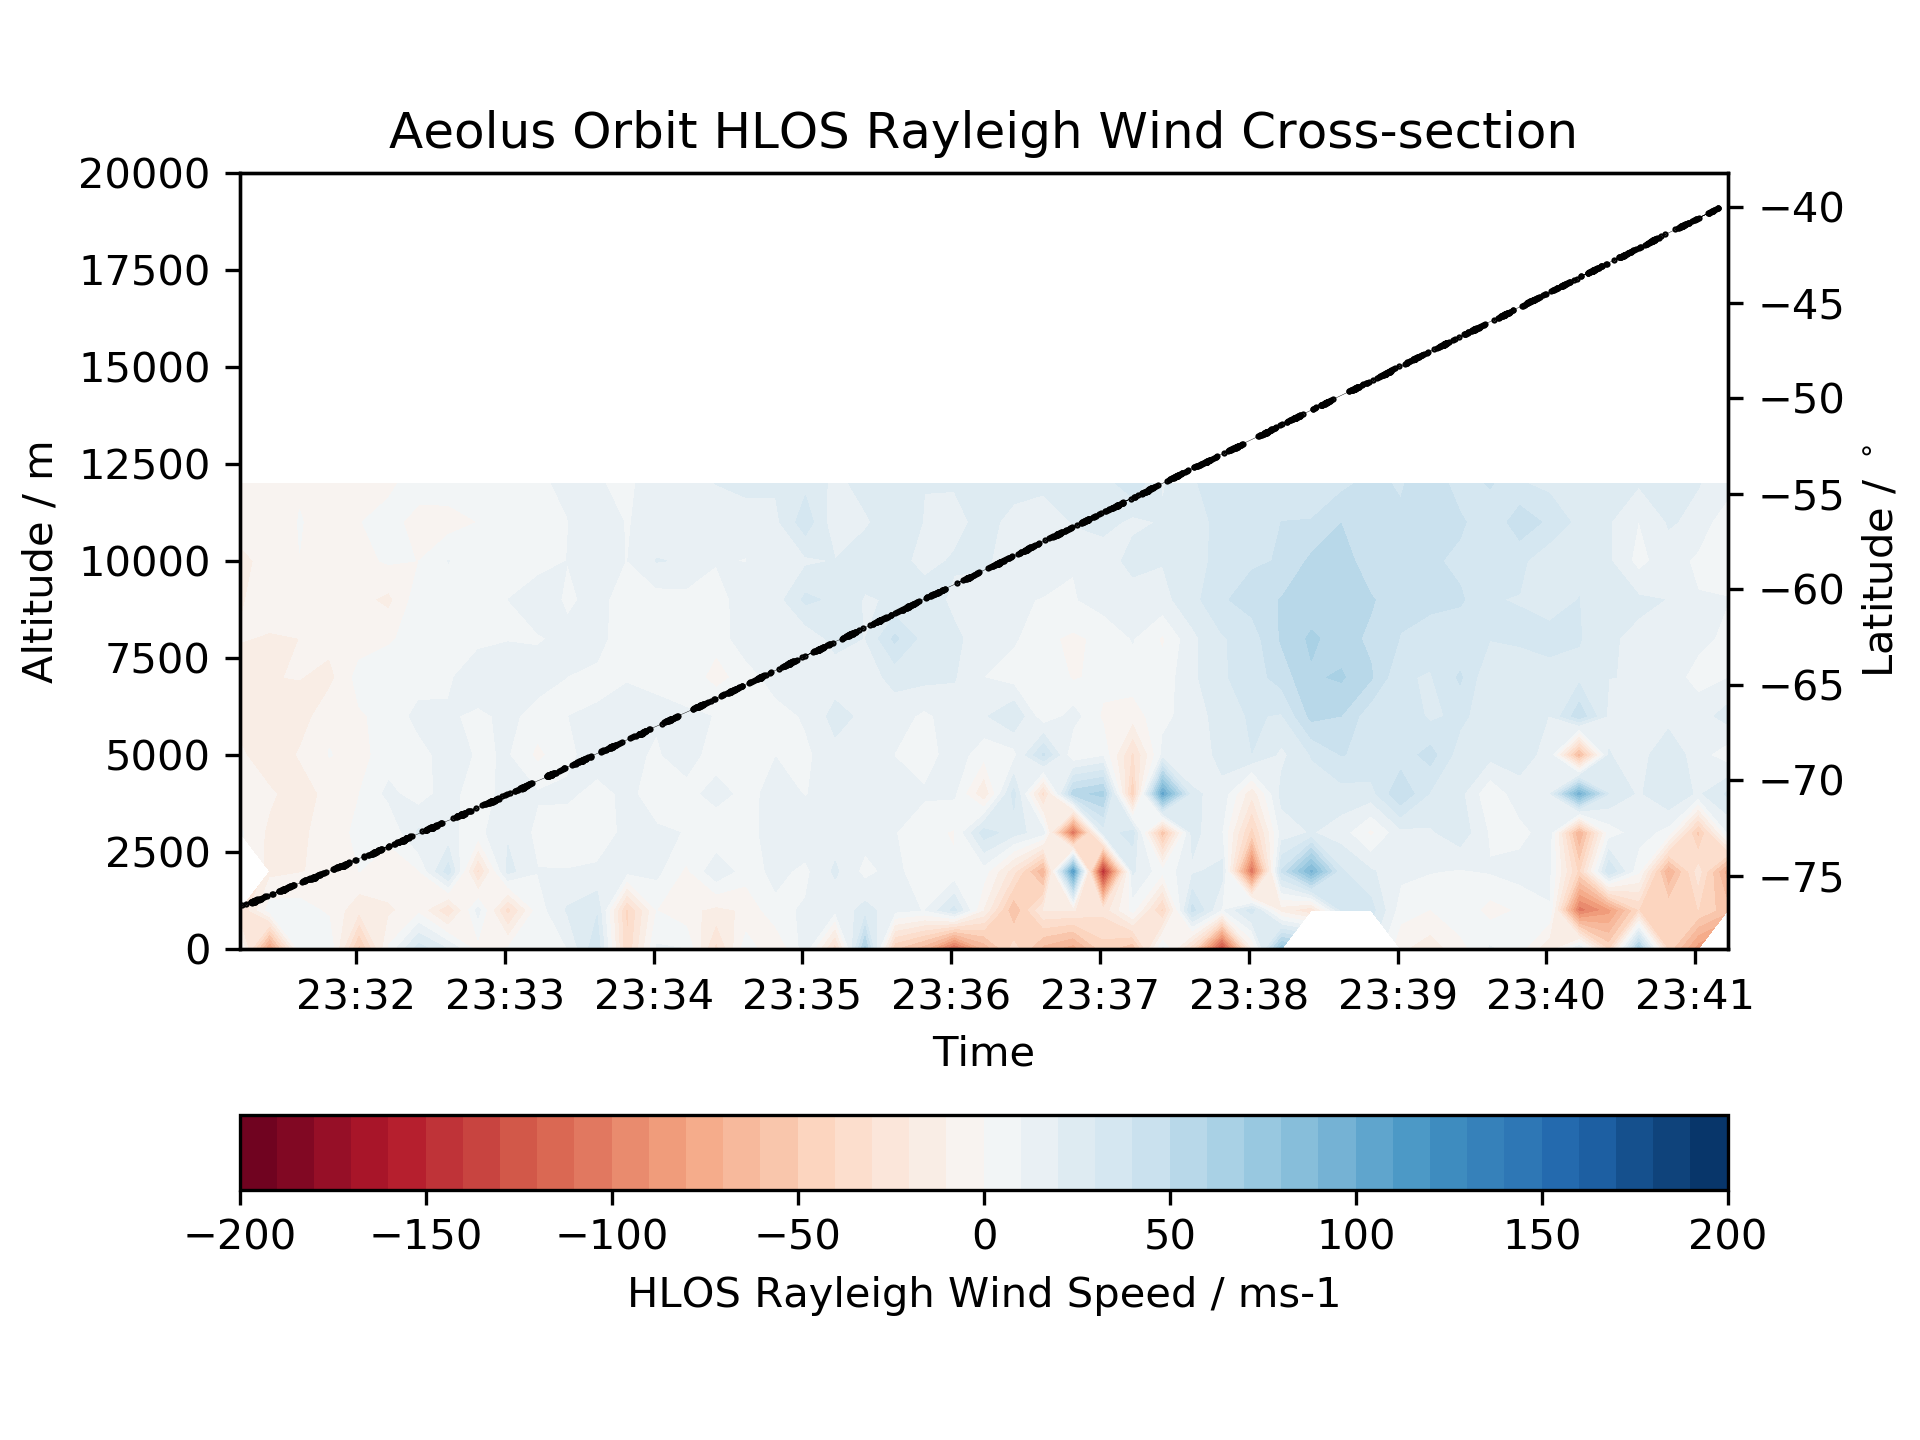 Aeolus Orbit HLOS Rayleigh Wind Cross-section
20000
17500
15000
12500
10000
7500
5000
2500
0
Altitude / m
−40
−45
−50
−55
−60
−65
−70
−75
Latitude / °
23:32 23:33 23:34 23:35 23:36 23:37 23:38 23:39 23:40 23:41
Time
−200 −150 −100 −50 0 50 100 150 200
HLOS Rayleigh Wind Speed / ms-1